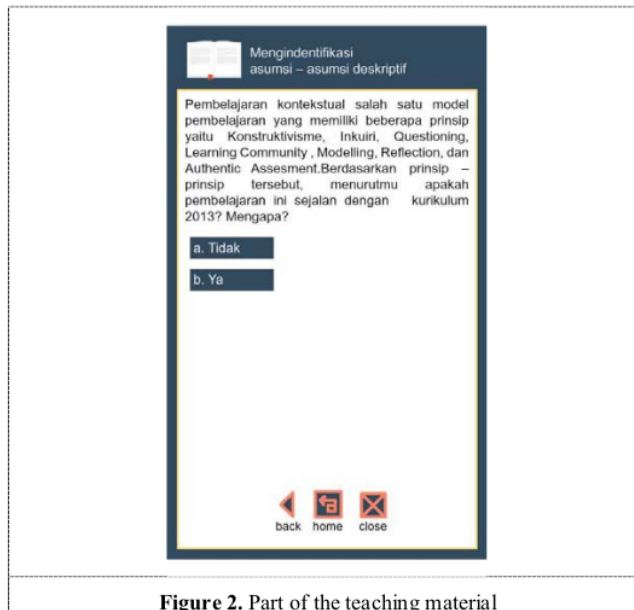 Mengindentifikasi
asumsi – asumsi deskriptif
Pembelajaran kontekstual salah satu model
pembelajaran yang memiliki beberapa prinsip
yaitu Konstruktivisme, Inkuiri, Questioning,
Learning Community , Modelling, Reflection, dan
Authentic Assesment.Berdasarkan prinsip –
prinsip tersebut, menurutmu apakah
pembelajaran ini sejalan dengan kurikulum
2013? Mengapa?
a. Tidak
b. Ya
back home close
Figure 2. Part of the teaching material